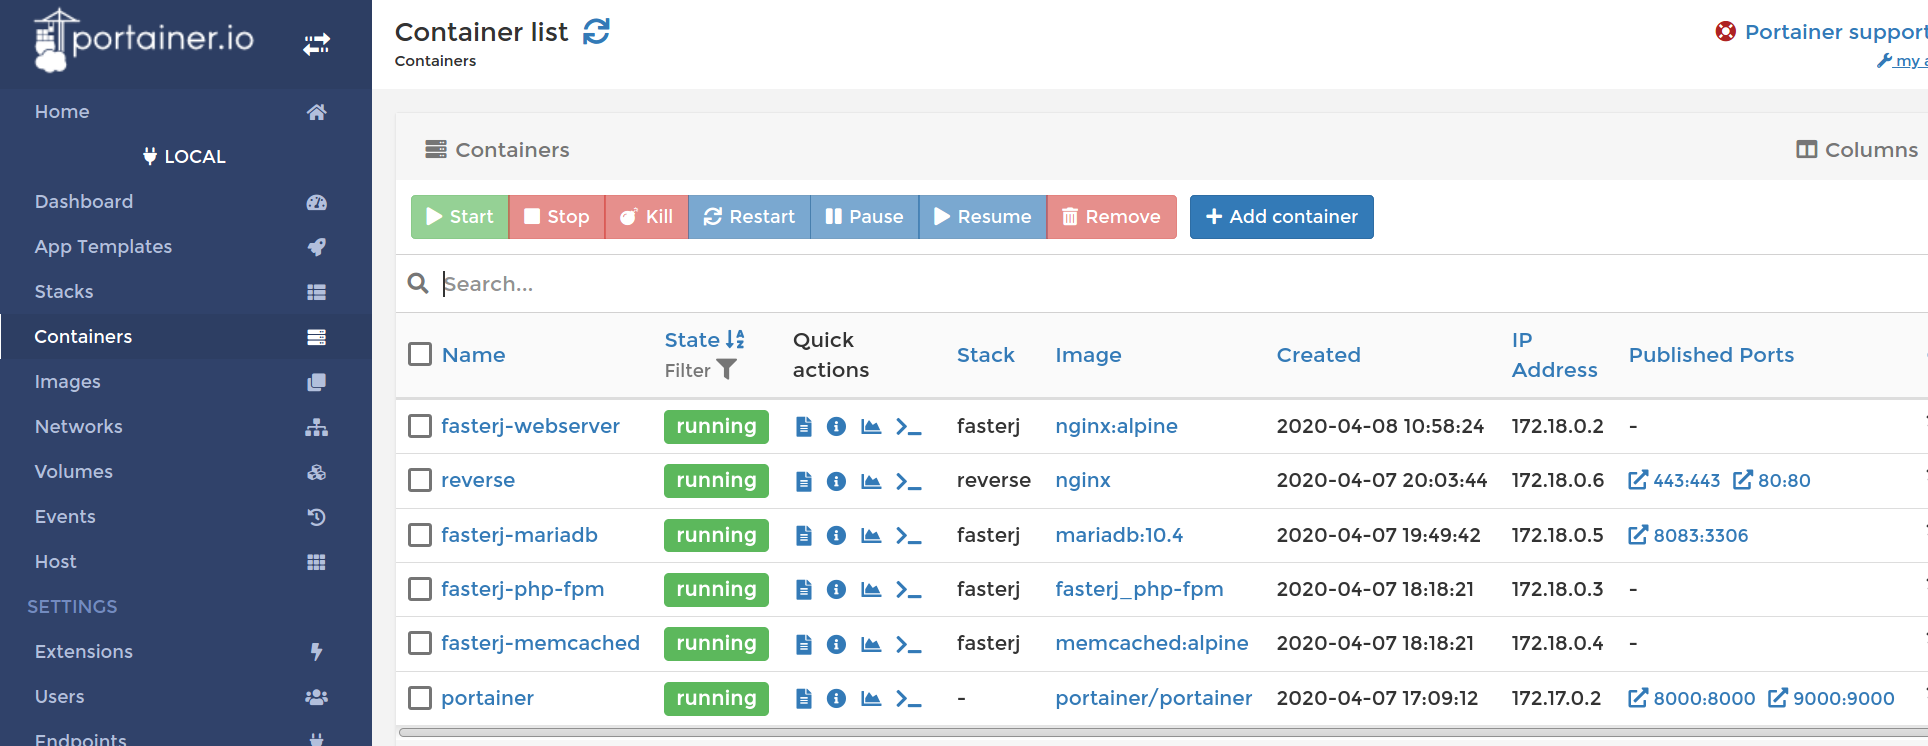 portainer.io
Home
LOCAL
Dashboard
App Templates
Stacks
Containers
Images
Networks
Volumes
Events
Host
SETTINGS
Extensions
Users
Endpoints
Container list
Containers
Portainer support
my a
Containers
Columns
Start Stop Kill Restart Pause Resume Remove Add container
Search...
Name State Filter Quick actions Stack Image Created IP Address Published Ports
fasterj-webserver running fasterj nginx:alpine 2020-04-08 10:58:24 172.18.0.2 -
reverse running reverse nginx 2020-04-07 20:03:44 172.18.0.6 443:443 80:80
fasterj-mariadb running fasterj mariadb:10.4 2020-04-07 19:49:42 172.18.0.5 8083:3306
fasterj-php-fpm running fasterj fasterj_php-fpm 2020-04-07 18:18:21 172.18.0.3 -
fasterj-memcached running fasterj memcached:alpine 2020-04-07 18:18:21 172.18.0.4 -
portainer running - portainer/portainer 2020-04-07 17:09:12 172.17.0.2 8000:8000 9000:9000